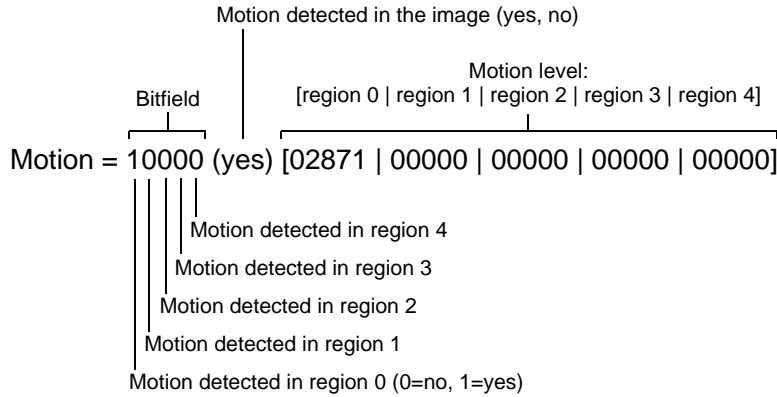 Motion detected in the image (yes, no)
Motion level:
Bitfield
[region 0 | region 1 | region 2 | region 3 | region 4]
Motion = 10000 (yes) [02871 | 00000 | 00000 | 00000 | 00000]
Motion detected in region 4
Motion detected in region 3
Motion detected in region 2
Motion detected in region 1
Motion detected in region 0 (0=no, 1=yes)